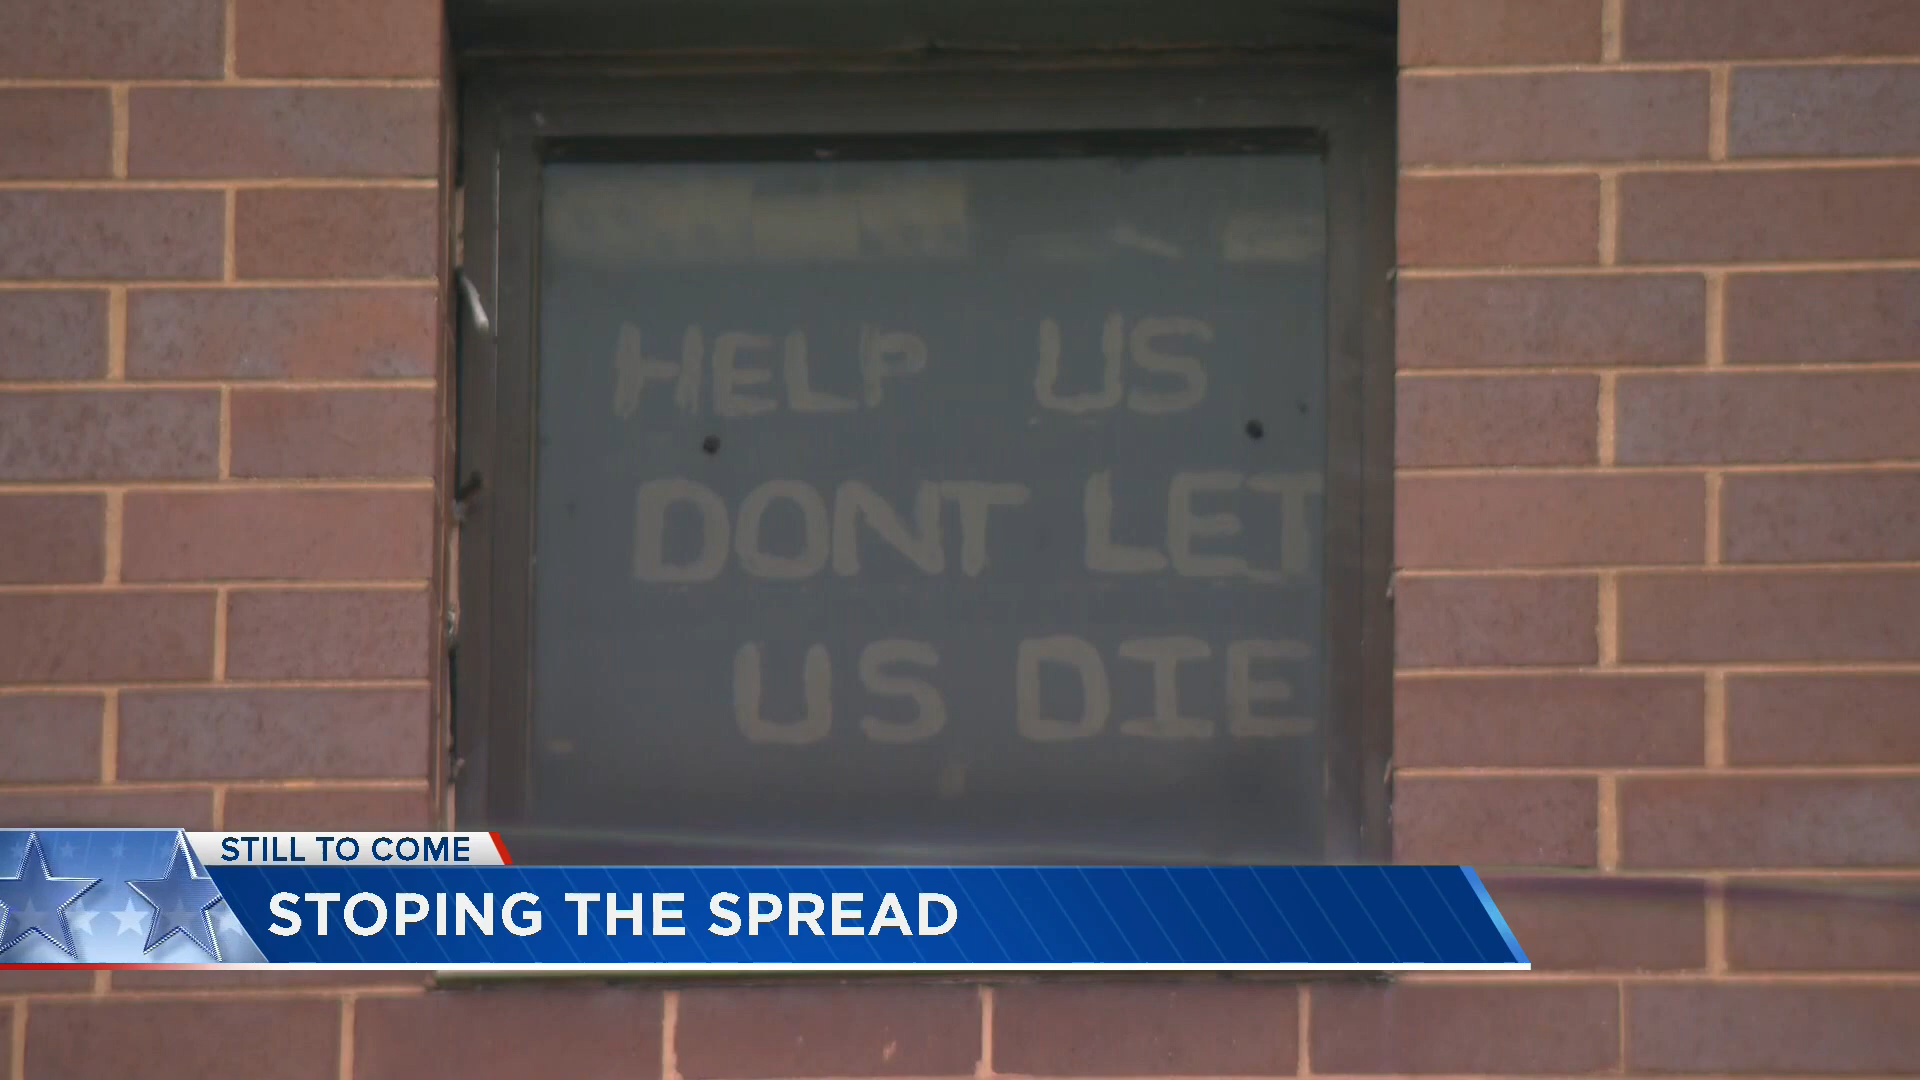 HELP US
DONT LET
US DIE
STILL TO COME
STOPING THE SPREAD